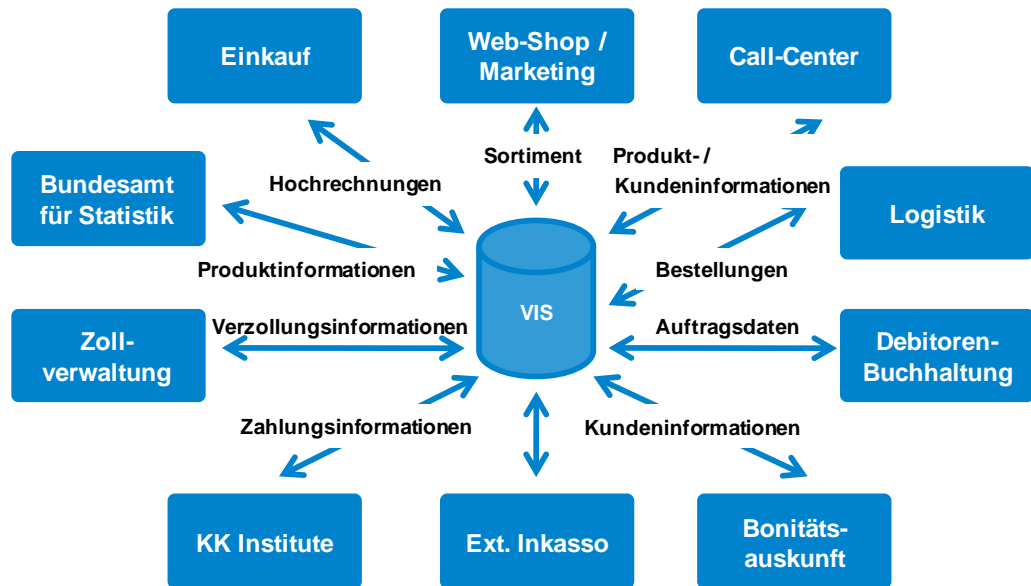 Einkauf
Web-Shop /
Marketing
Call-Center
Sortiment
Produkt- /
Kundeninformationen
Hochrechnungen
Bundesamt
für Statistik
Logistik
Produktinformationen
Bestellungen
VIS
Zoll-
verwaltung
Verzollungsinformationen
Auftragsdaten
Debitoren-
Buchhaltung
Zahlungsinformationen
Kundeninformationen
KK Institute
Ext. Inkasso
Bonitäts-
auskunft